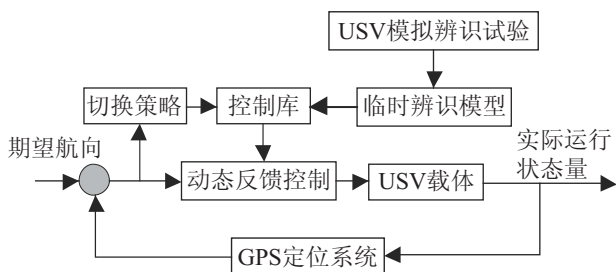 USV模拟辨识试验
切换策略
控制库
临时辨识模型
期望航向
实际运行
状态量
动态反馈控制
USV载体
GPS定位系统